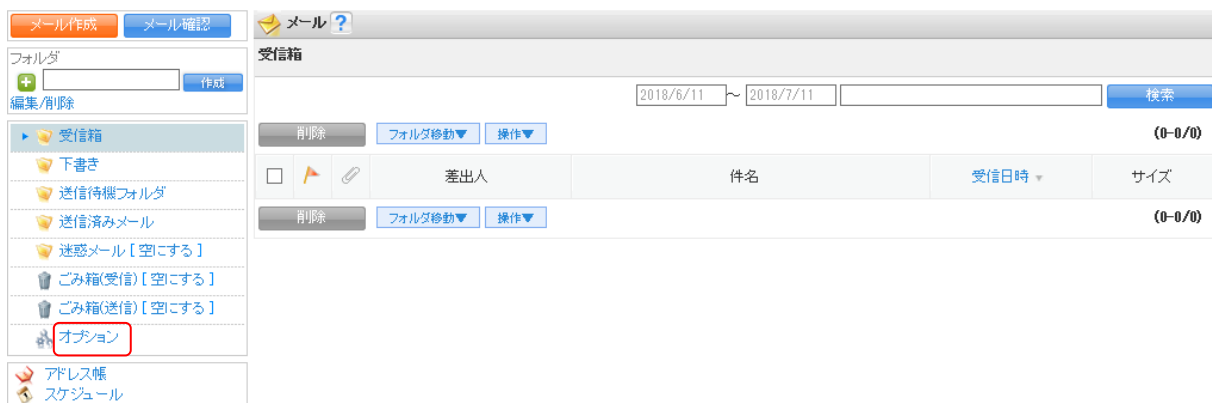 メール作成 メール確認
メール ?
フォルダ
作成
編集/削除
受信箱
下書き
送信待機フォルダ
送信済みメール
迷惑メール [ 空にする ]
ごみ箱(受信) [ 空にする ]
ごみ箱(送信) [ 空にする ]
オプション
アドレス帳
スケジュール
受信箱
2018/6/11 ～ 2018/7/11 検索
削除 フォルダ移動▼ 操作▼ (0-0/0)
差出人 件名 受信日時 ▼ サイズ
削除 フォルダ移動▼ 操作▼ (0-0/0)